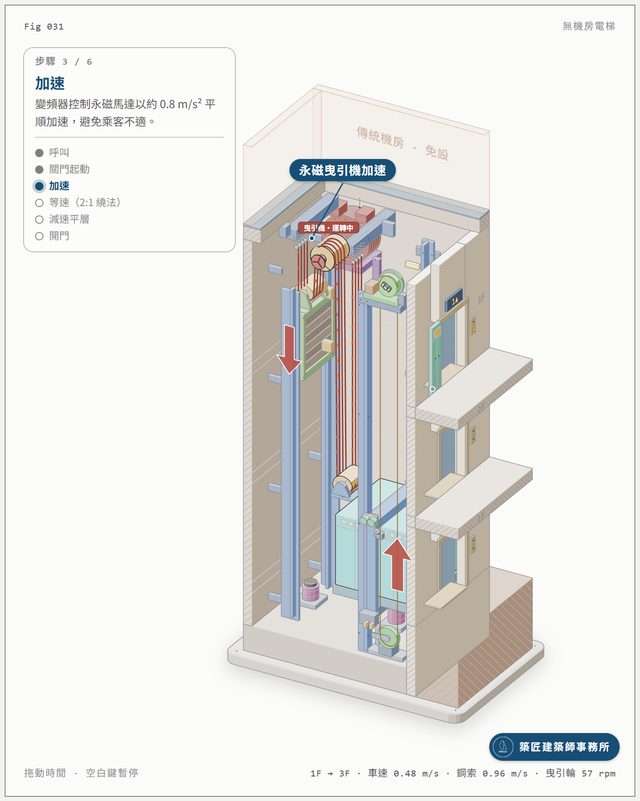 Fig 031
無機房電梯
步驟 3 / 6
加速
變頻器控制永磁馬達以約 0.8 m/s² 平
順加速，避免乘客不適。
呼叫
關門起動
加速
等速（2:1 繞法）
減速平層
開門
傳統機房 · 免設
永磁曳引機加速
曳引機・運轉中
3F
築匠建築師事務所
拖動時間 · 空白鍵暫停
1F → 3F · 車速 0.48 m/s · 鋼索 0.96 m/s · 曳引輪 57 rpm